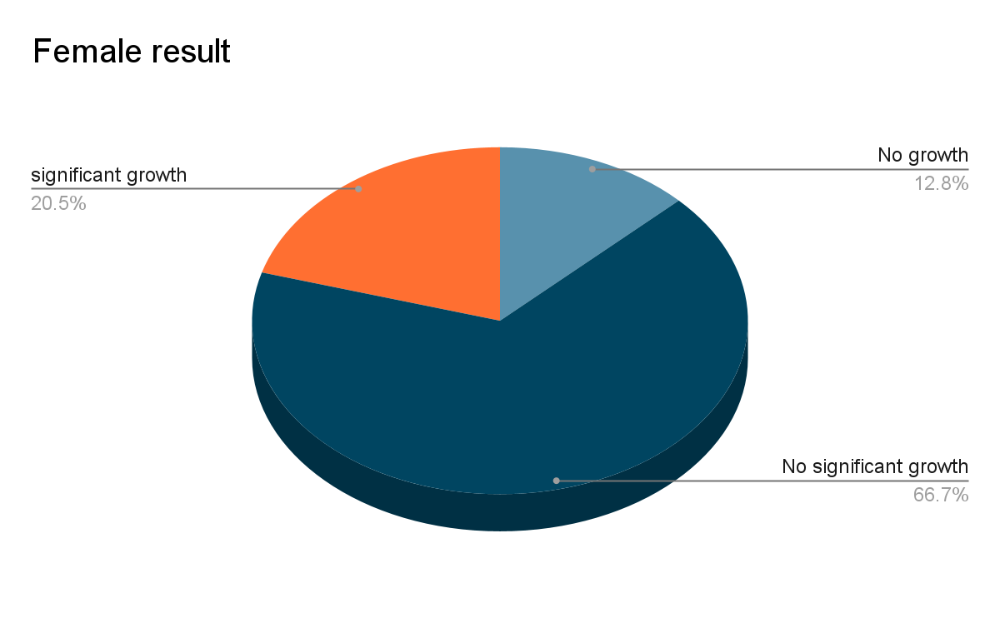 Female result
No growth
12.8%
significant growth
20.5%
No significant growth
66.7%